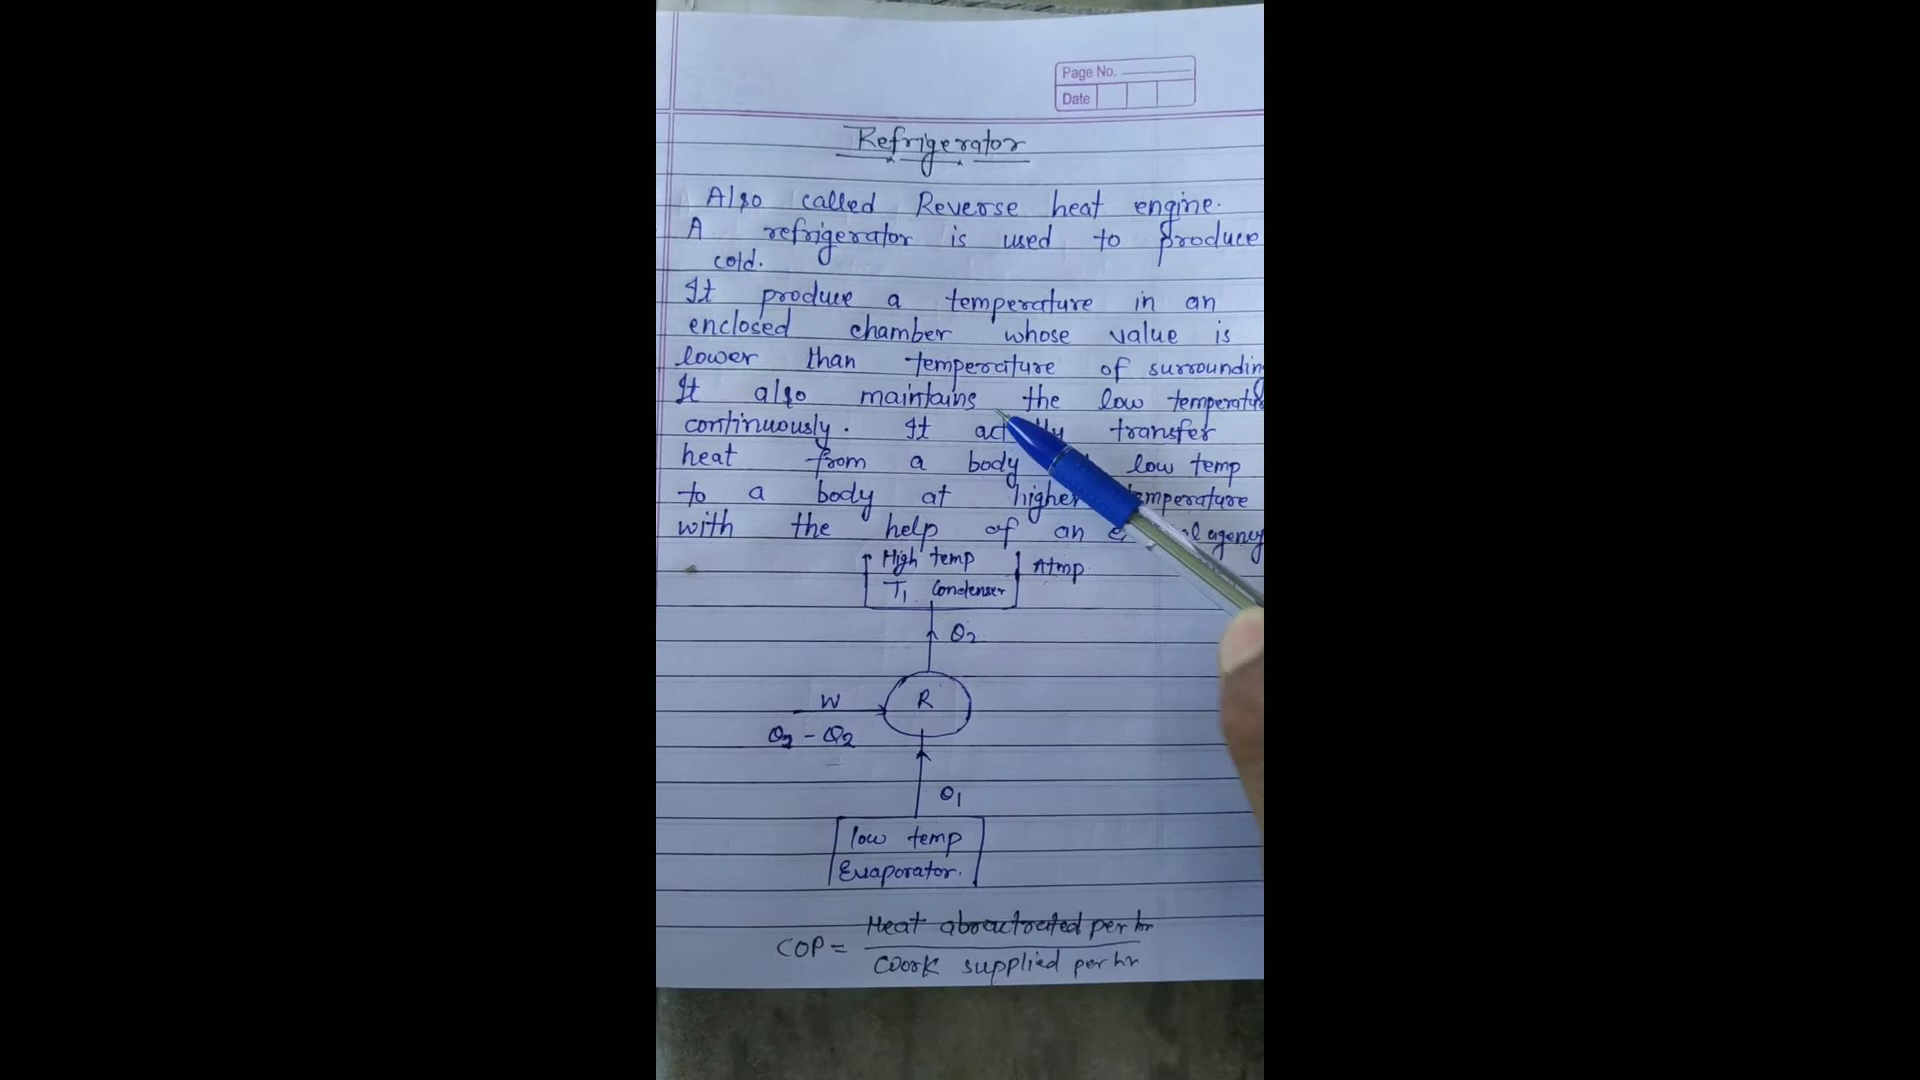 Page No.
Date
Refrigerator
Also called Reverse heat engine.
A refrigerator is used to produce
cold.
It produce a temperature in an
enclosed chamber whose value is
lower than temperature of surrounding
It also maintains the low temperatu
continuously. It transfer
heat from a body low temp
to a body at higher temperature
with the help of an agency
High temp Atmp.
T1 Condenser
Q2
W R
Q2 - Q2
Q1
low temp
Evaporator.
Heat per hr
COP =
Work supplied per hr